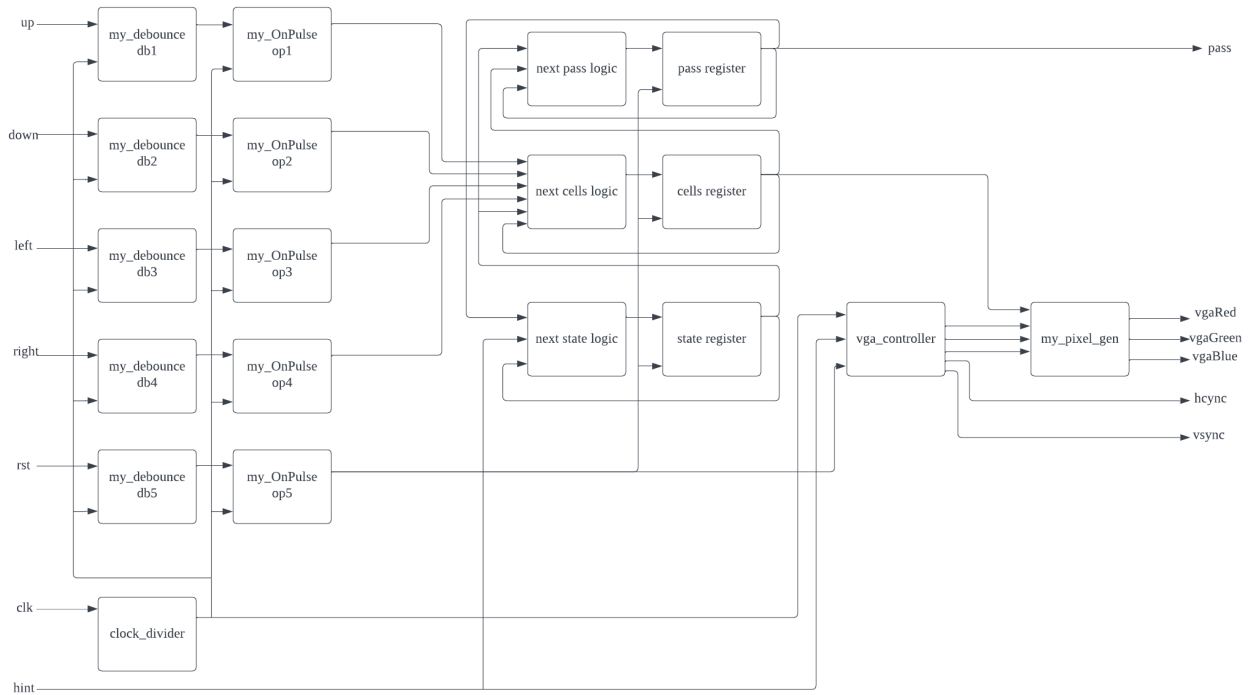 up
my_debounce
db1
my_OnPulse
op1
next pass logic
pass register
pass
down
my_debounce
db2
my_OnPulse
op2
next cells logic
cells register
left
my_debounce
db3
my_OnPulse
op3
right
my_debounce
db4
my_OnPulse
op4
next state logic
state register
vga_controller
my_pixel_gen
vgaRed
vgaGreen
vgaBlue
hcync
vsync
rst
my_debounce
db5
my_OnPulse
op5
clk
clock_divider
hint